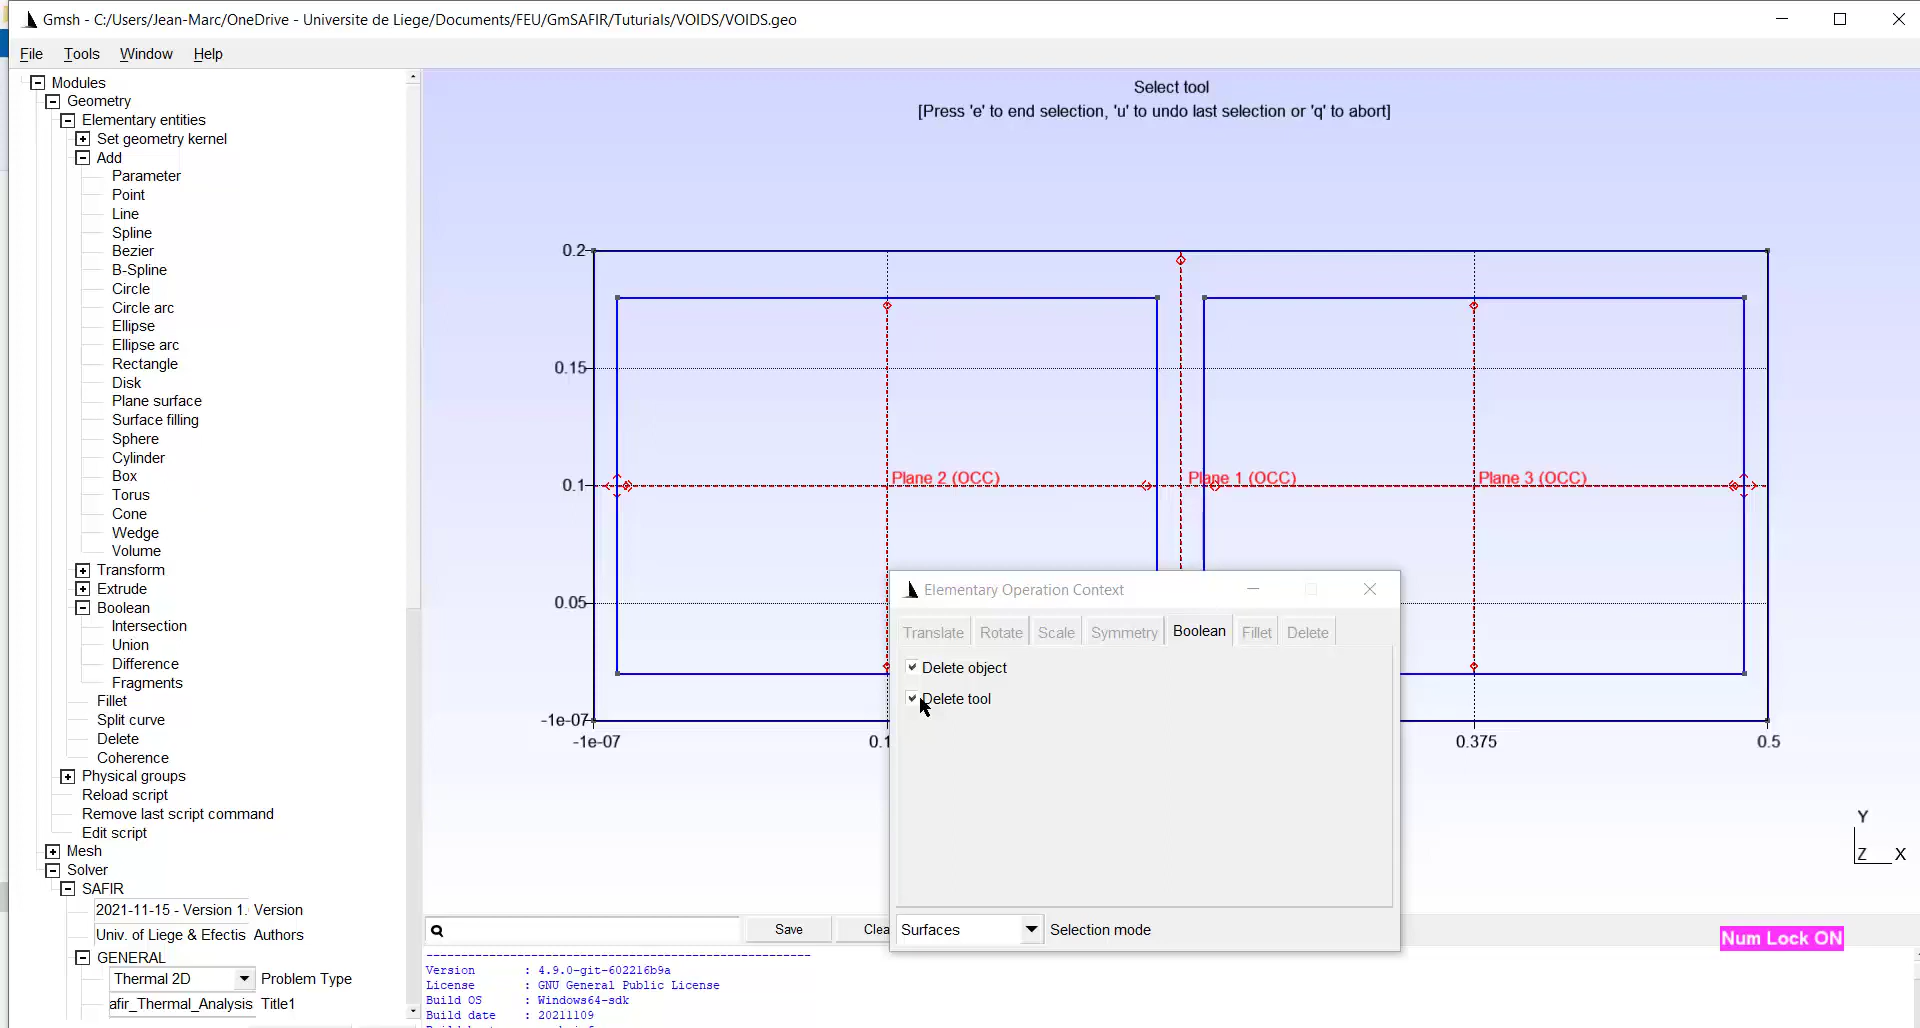 Gmsh - C:/Users/Jean-Marc/OneDrive - Universite de Liege/Documents/FEU/GmSAFIR/Tuturials/VOIDS/VOIDS.geo
File Tools Window Help
Modules
Geometry
Elementary entities
Set geometry kernel
Add
Parameter
Point
Line
Spline
Bezier
B-Spline
Circle
Circle arc
Ellipse
Ellipse arc
Rectangle
Disk
Plane surface
Surface filling
Sphere
Cylinder
Box
Torus
Cone
Wedge
Volume
Transform
Extrude
Boolean
Intersection
Union
Difference
Fragments
Fillet
Split curve
Delete
Coherence
Physical groups
Reload script
Remove last script command
Edit script
Mesh
Solver
SAFIR
2021-11-15 - Version 1. Version
Univ. of Liege & Efectis Authors
GENERAL
Thermal 2D Problem Type
afir_Thermal_Analysis Title1
Select tool
[Press 'e' to end selection, 'u' to undo last selection or 'q' to abort]
0.2
0.15
0.1
0.05
-1e-07
Plane 2 (OCC) Plane 1 (OCC) Plane 3 (OCC)
-1e-07 0.1 0.375 0.5
Y
Z X
Elementary Operation Context
Translate Rotate Scale Symmetry Boolean Fillet Delete
Delete object
Delete tool
Surfaces Selection mode
Save Clea
Num Lock ON
Version : 4.9.0-git-602216b9a
License : GNU General Public License
Build OS : Windows64-sdk
Build date : 20211109